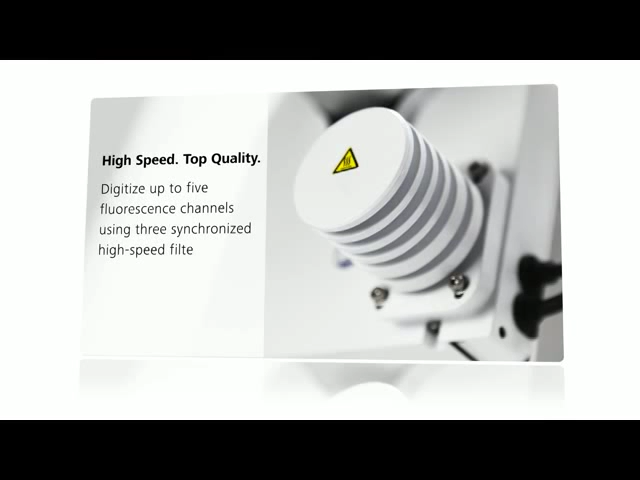 High Speed. Top Quality.
Digitize up to five
fluorescence channels
using three synchronized
high-speed filte